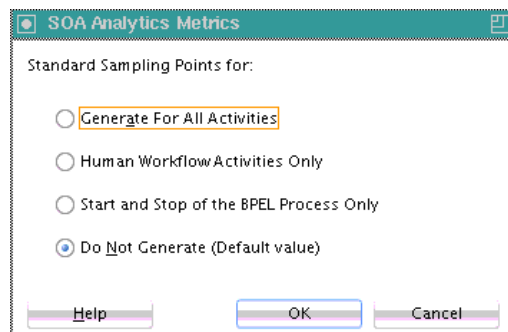 SOA Analytics Metrics
Standard Sampling Points for:
Generate For All Activities
Human Workflow Activities Only
Start and Stop of the BPEL Process Only
Do Not Generate (Default value)
Help OK Cancel